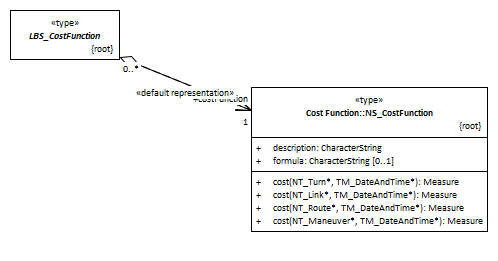 «type»
LBS_CostFunction
{root}
0..*
«default representation»
+costFunction
1
«type»
Cost Function::NS_CostFunction
{root}
+ description: CharacterString
+ formula: CharacterString [0..1]
+ cost(NT_Turn*, TM_DateAndTime*): Measure
+ cost(NT_Link*, TM_DateAndTime*): Measure
+ cost(NT_Route*, TM_DateAndTime*): Measure
+ cost(NT_Maneuver*, TM_DateAndTime*): Measure